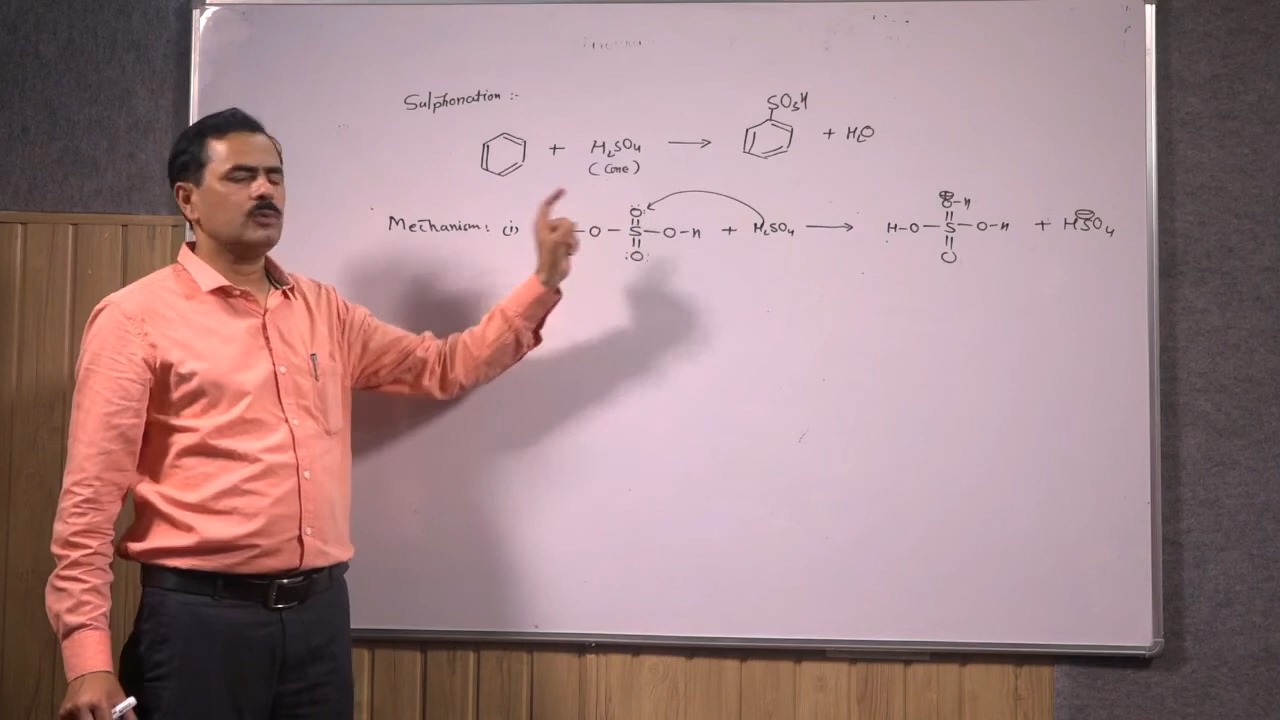 Sulphonation :-
SO3H
+ H2SO4 → + H2O
(Conc)
Mechanism: (i) -O-S-O-H + H2SO4 → H-O-S-O-H + HSO4